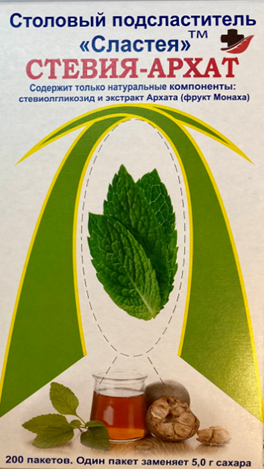 Столовый подсластитель
«Сластея»™
СТЕВИЯ-АРХАТ
Содержит только натуральные компоненты:
стевиолгликозид и экстракт Архата (фрукт Монаха)
200 пакетов. Один пакет заменяет 5,0 г сахара